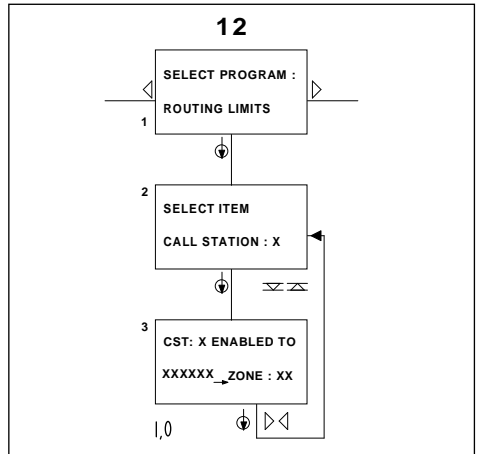 12
SELECT PROGRAM :
ROUTING LIMITS
1
2
SELECT ITEM
CALL STATION : X
3
CST: X ENABLED TO
XXXXXX→ZONE : XX
1,0